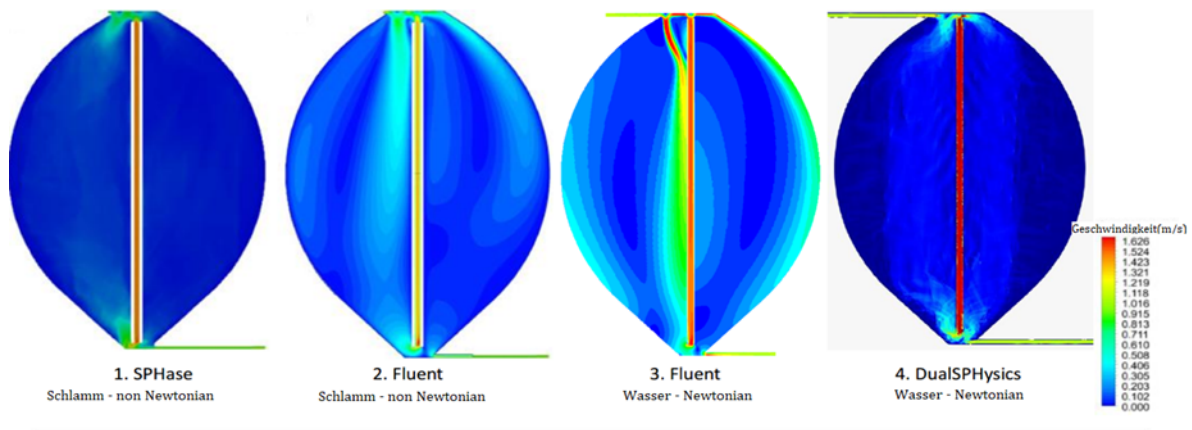 1. SPHase
Schlamm - non Newtonian
2. Fluent
Schlamm - non Newtonian
3. Fluent
Wasser - Newtonian
4. DualSPHysics
Wasser - Newtonian
Geschwindigkeit(m/s)
1.626
1.524
1.423
1.321
1.219
1.118
1.016
0.915
0.813
0.711
0.610
0.508
0.406
0.305
0.203
0.102
0.000